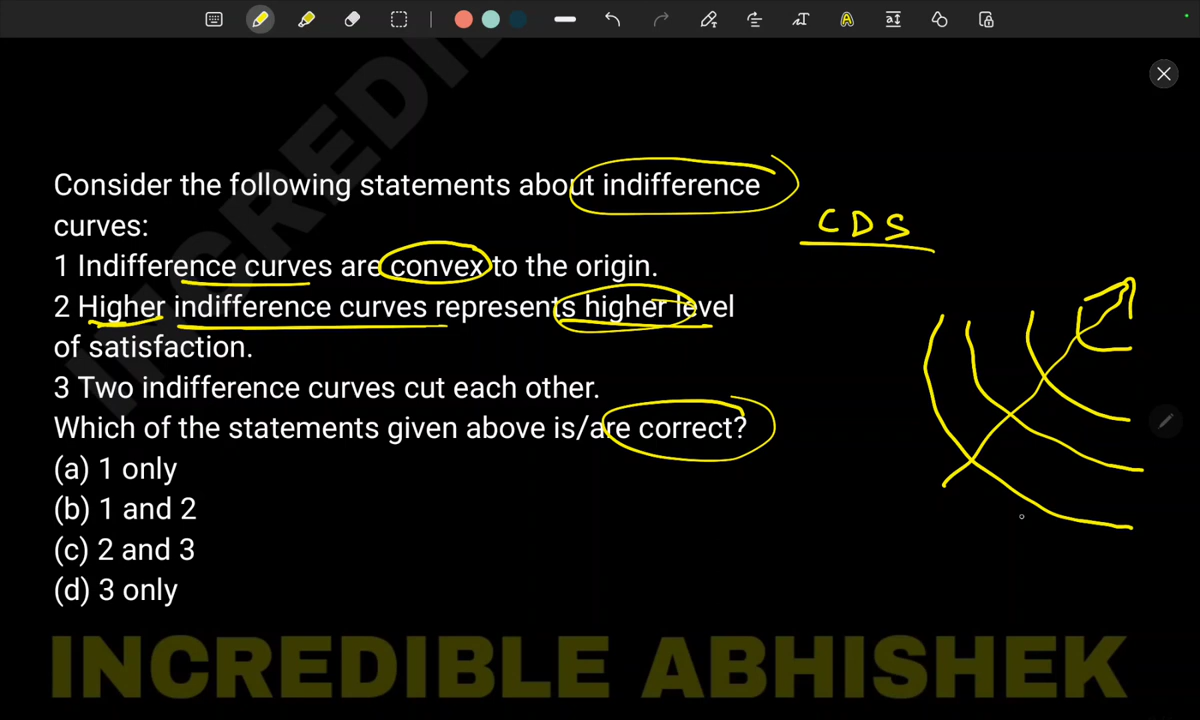 INCREDIBLE
Consider the following statements about indifference
curves:
CDS
1 Indifference curves are convex to the origin.
2 Higher indifference curves represents higher level
of satisfaction.
3 Two indifference curves cut each other.
Which of the statements given above is/are correct?
(a) 1 only
(b) 1 and 2
(c) 2 and 3
(d) 3 only
INCREDIBLE ABHISHEK